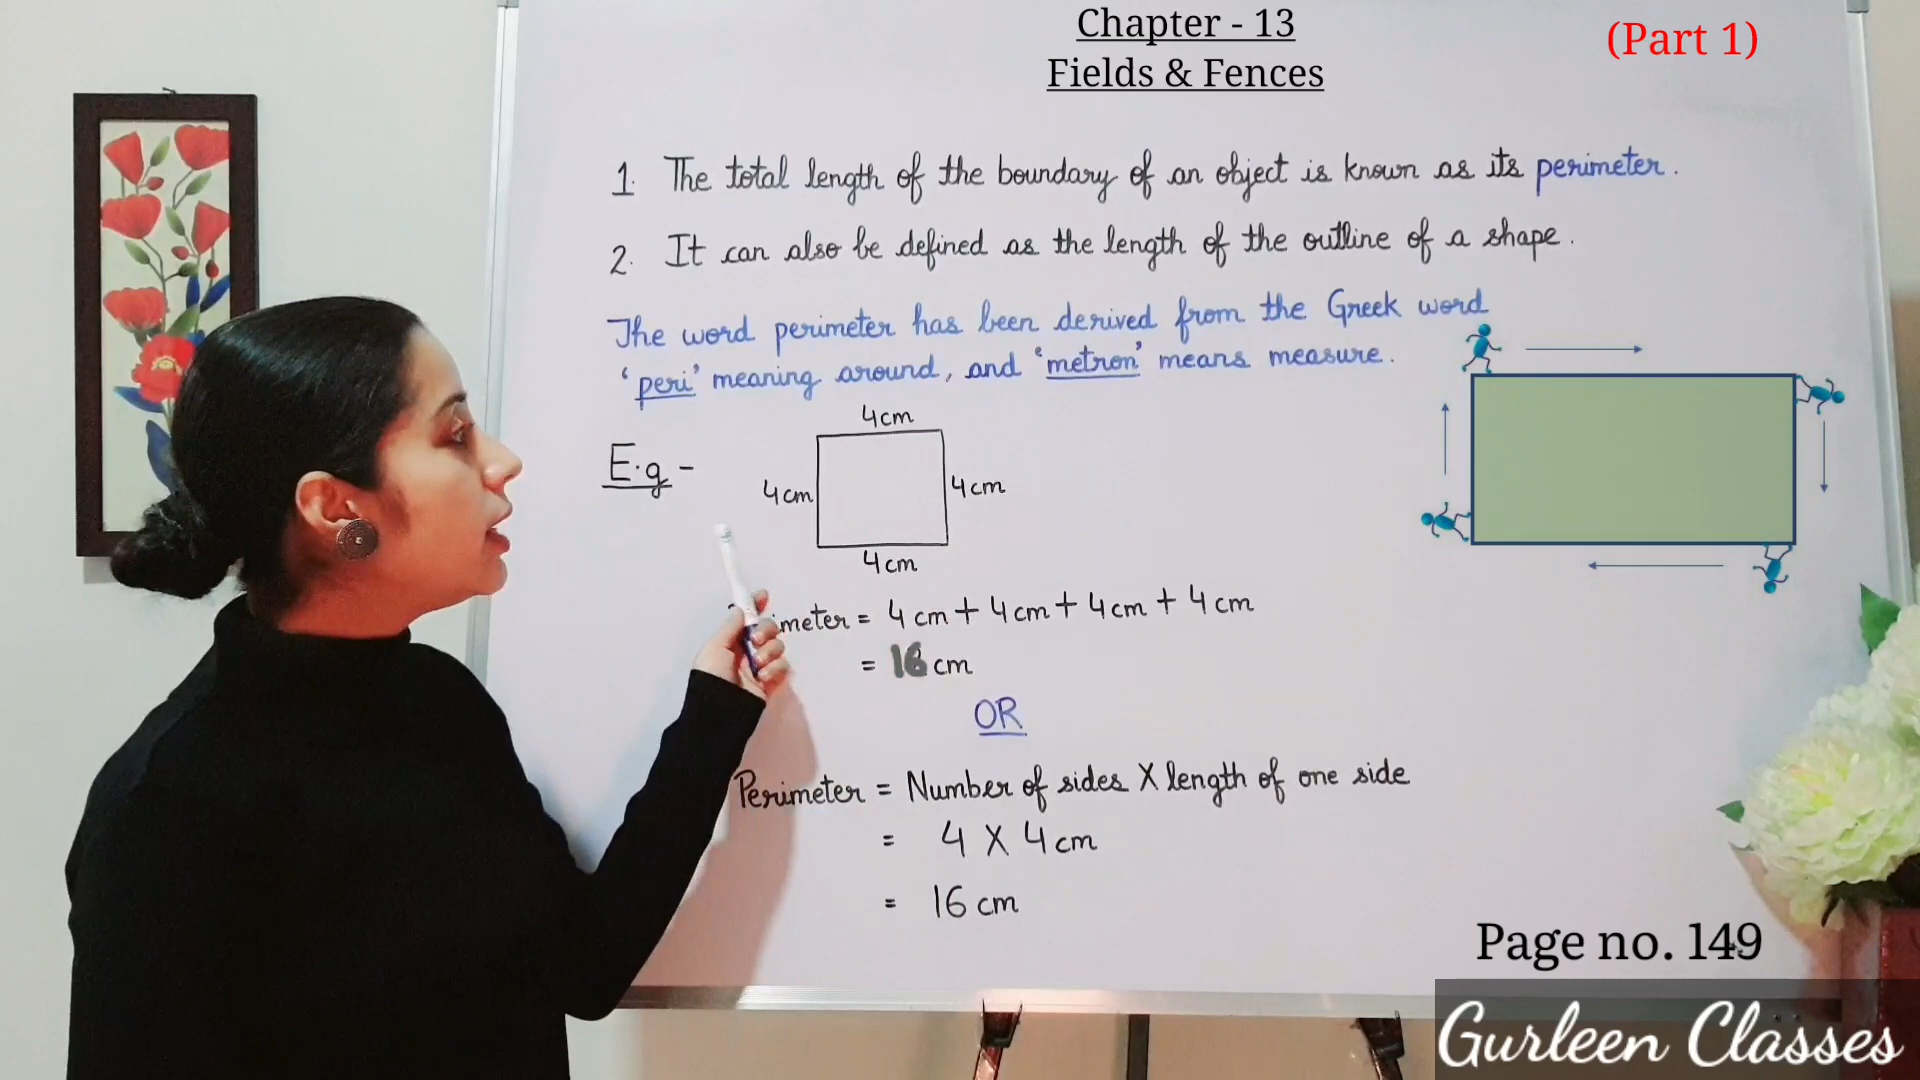 Chapter - 13
Fields & Fences
(Part 1)
1. The total length of the boundary of an object is known as its perimeter.
2. It can also be defined as the length of the outline of a shape.
The word perimeter has been derived from the Greek word
'peri' meaning around, and 'metron' means measure.
E.g -
4cm
4cm
4cm
4cm
imeter = 4 cm + 4 cm + 4 cm + 4 cm
= 16 cm
OR
Perimeter = Number of sides X length of one side
= 4 X 4 cm
= 16 cm
Page no. 149
Gurleen Classes